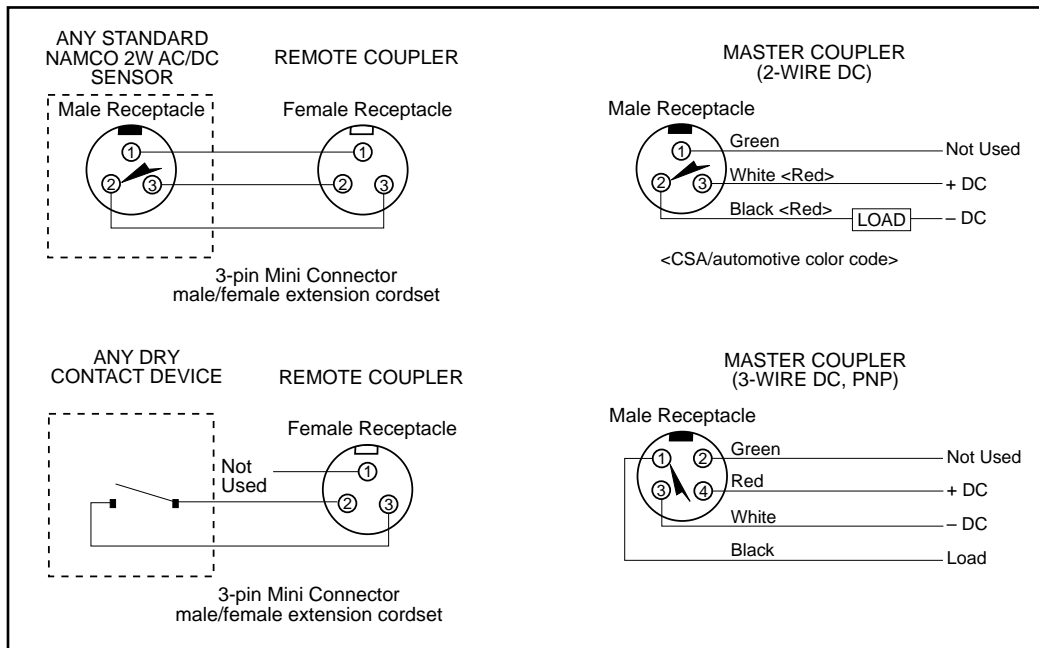 ANY STANDARD
NAMCO 2W AC/DC
SENSOR
REMOTE COUPLER
Male Receptacle
Female Receptacle
1
2
3
1
2
3
3-pin Mini Connector
male/female extension cordset
MASTER COUPLER
(2-WIRE DC)
Male Receptacle
1
2
3
Green
Not Used
White <Red>
+ DC
Black <Red>
LOAD
– DC
<CSA/automotive color code>
ANY DRY
CONTACT DEVICE
REMOTE COUPLER
Female Receptacle
Not
Used
1
2
3
3-pin Mini Connector
male/female extension cordset
MASTER COUPLER
(3-WIRE DC, PNP)
Male Receptacle
1
2
3
4
Green
Not Used
Red
+ DC
White
– DC
Black
Load